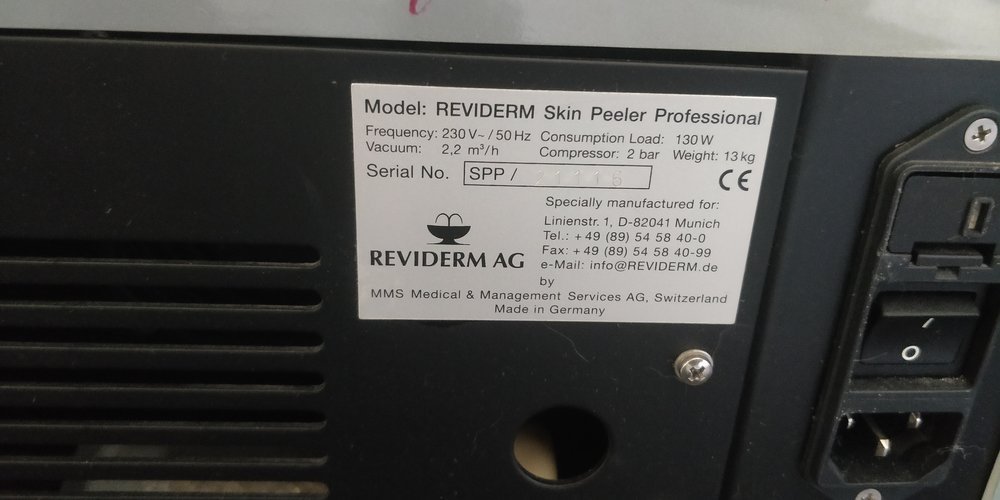 Model: REVIDERM Skin Peeler Professional
Frequency: 230 V~ / 50 Hz Consumption Load: 130 W
Vacuum: 2,2 m³/h Compressor: 2 bar Weight: 13 kg
Serial No. SPP / 21116
CE
Specially manufactured for:
Linienstr. 1, D-82041 Munich
Tel.: +49 (89) 54 58 40-0
Fax: +49 (89) 54 58 40-99
REVIDERM AG
e-Mail: info@REVIDERM.de
by
MMS Medical & Management Services AG, Switzerland
Made in Germany